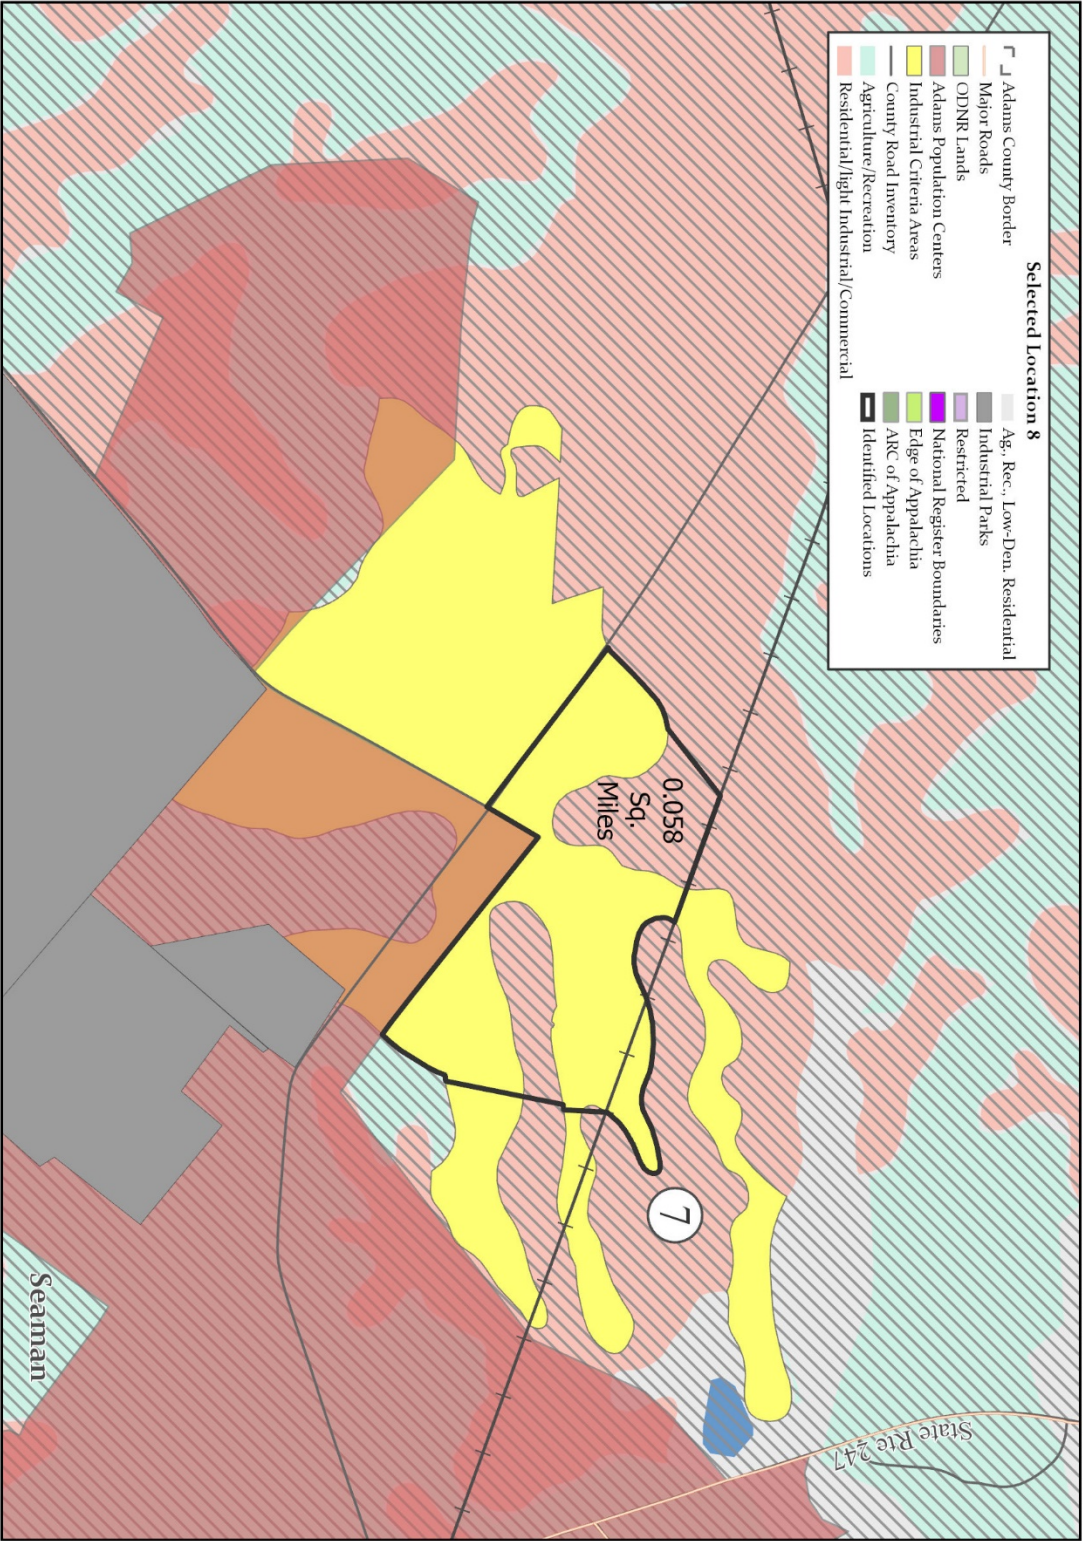 Selected Location 8
Adams County Border
Major Roads
ODNR Lands
Adams Population Centers
Industrial Criteria Areas
County Road Inventory
Agriculture/Recreation
Residential/light Industrial/Commercial
Ag., Rec., Low-Den. Residential
Industrial Parks
Restricted
National Register Boundaries
Edge of Appalachia
ARC of Appalachia
Identified Locations
0.058
Sq.
Miles
7
State Rte 247
Seaman